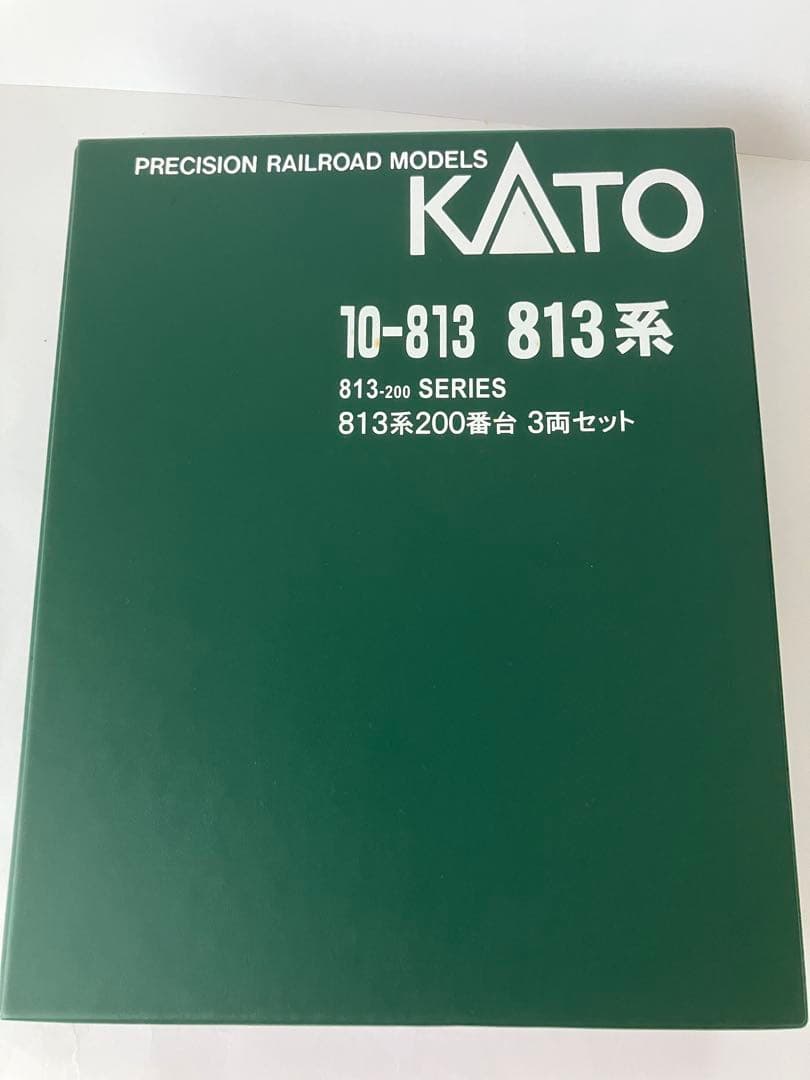 PRECISION RAILROAD MODELS
KATO
10-813 813系
813-200 SERIES
813系200番台 3両セット